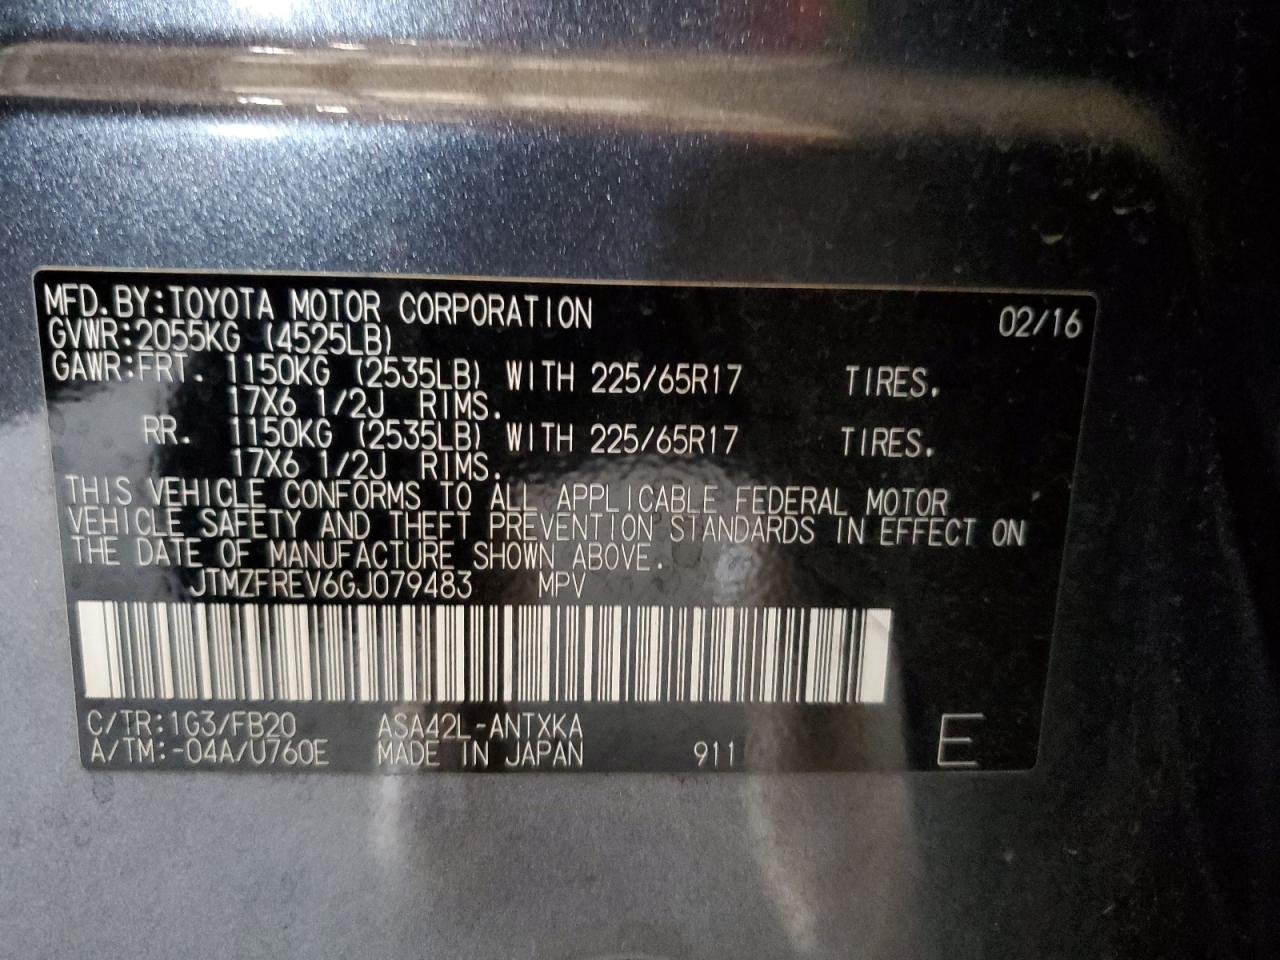 MFD.BY:TOYOTA MOTOR CORPORATION 02/16
GVWR:2055KG (4525LB)
GAWR:FRT. 1150KG (2535LB) WITH 225/65R17 TIRES.
17X6 1/2J RIMS.
RR. 1150KG (2535LB) WITH 225/65R17 TIRES.
17X6 1/2J RIMS.
THIS VEHICLE CONFORMS TO ALL APPLICABLE FEDERAL MOTOR
VEHICLE SAFETY AND THEFT PREVENTION STANDARDS IN EFFECT ON
THE DATE OF MANUFACTURE SHOWN ABOVE.
JTMZFREV6GJ079483 MPV
C/TR:1G3/FB20 ASA42L-ANTXKA
A/TM:-04A/U760E MADE IN JAPAN 911 E